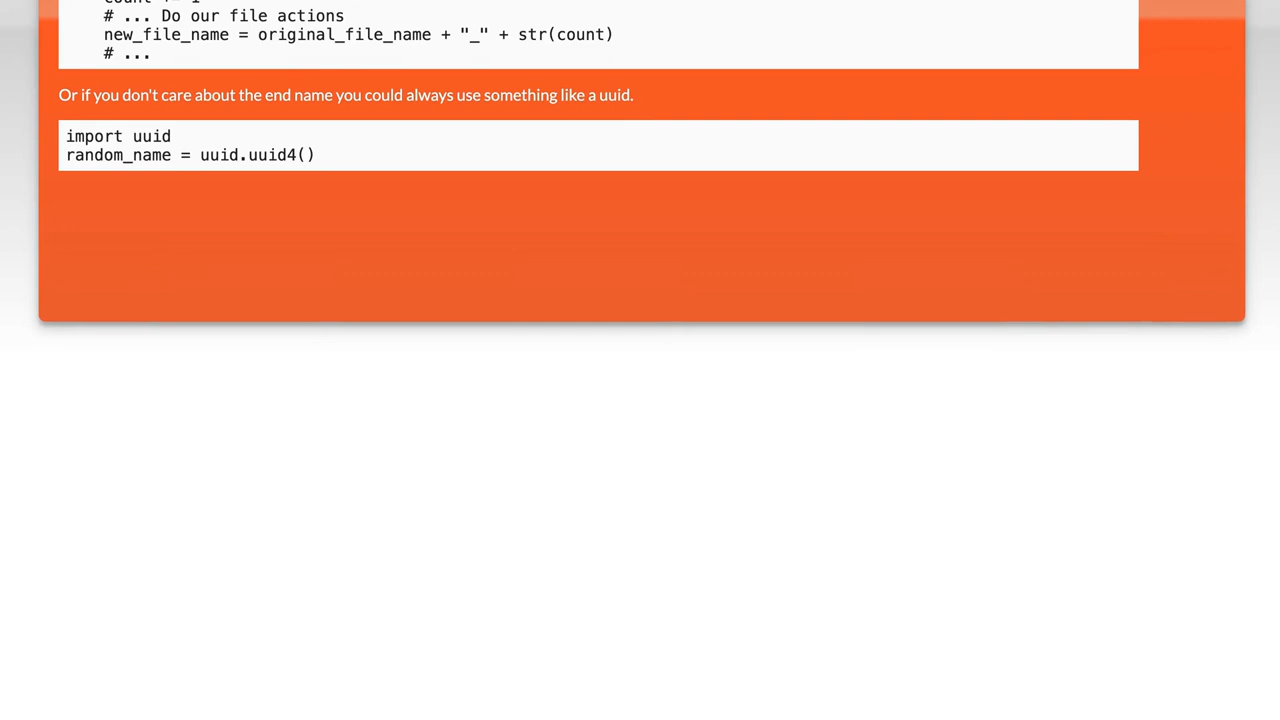 # ... Do our file actions
new_file_name = original_file_name + "_" + str(count)
# ...
Or if you don't care about the end name you could always use something like a uuid.
import uuid
random_name = uuid.uuid4()